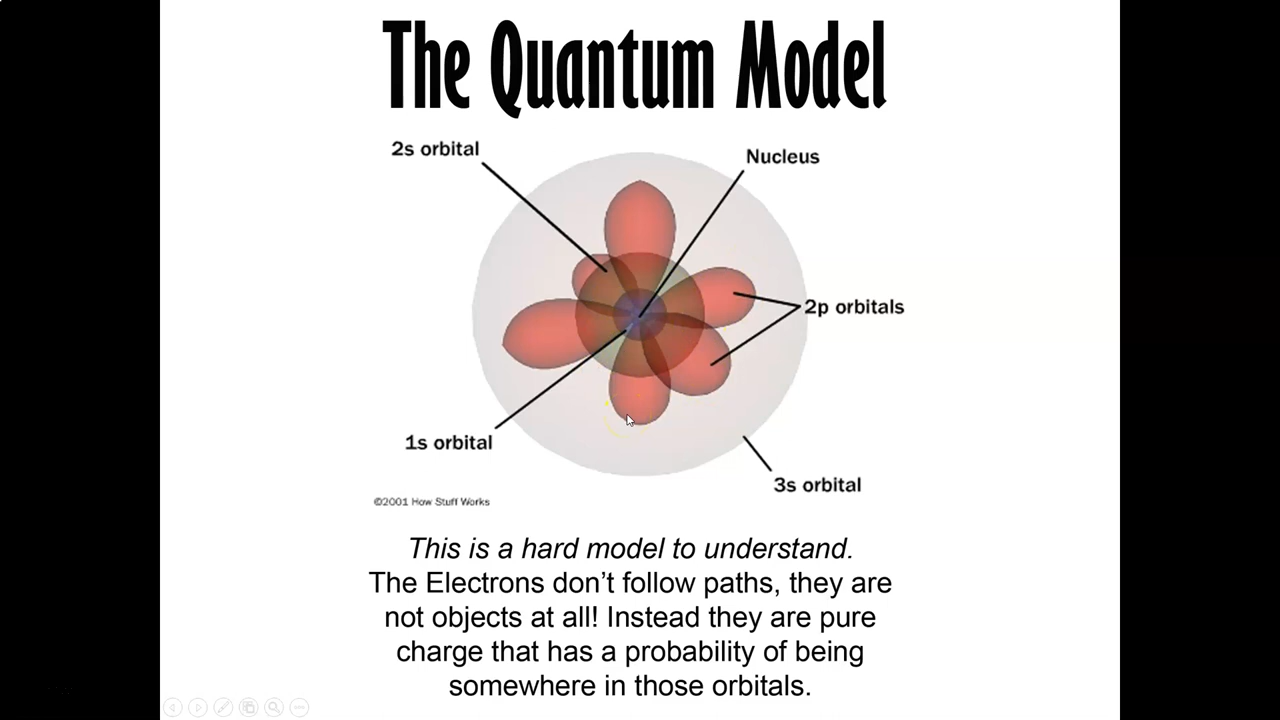 The Quantum Model
2s orbital
Nucleus
2p orbitals
1s orbital
3s orbital
©2001 How Stuff Works
This is a hard model to understand.
The Electrons don’t follow paths, they are
not objects at all! Instead they are pure
charge that has a probability of being
somewhere in those orbitals.